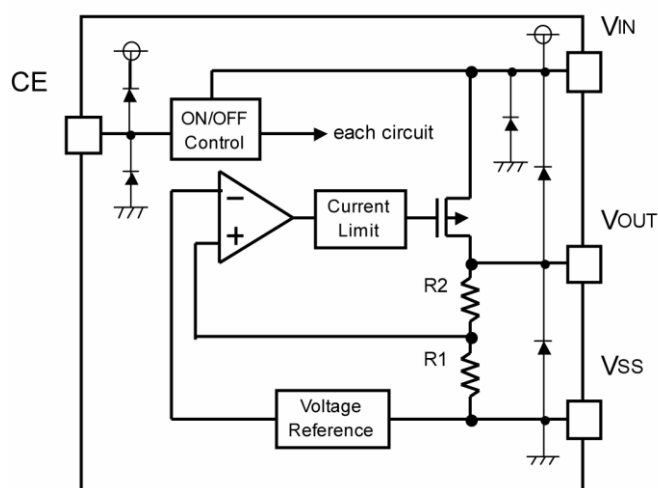 VIN
CE
ON/OFF
Control
each circuit
−
+
Current
Limit
VOUT
R2
R1
VSS
Voltage
Reference